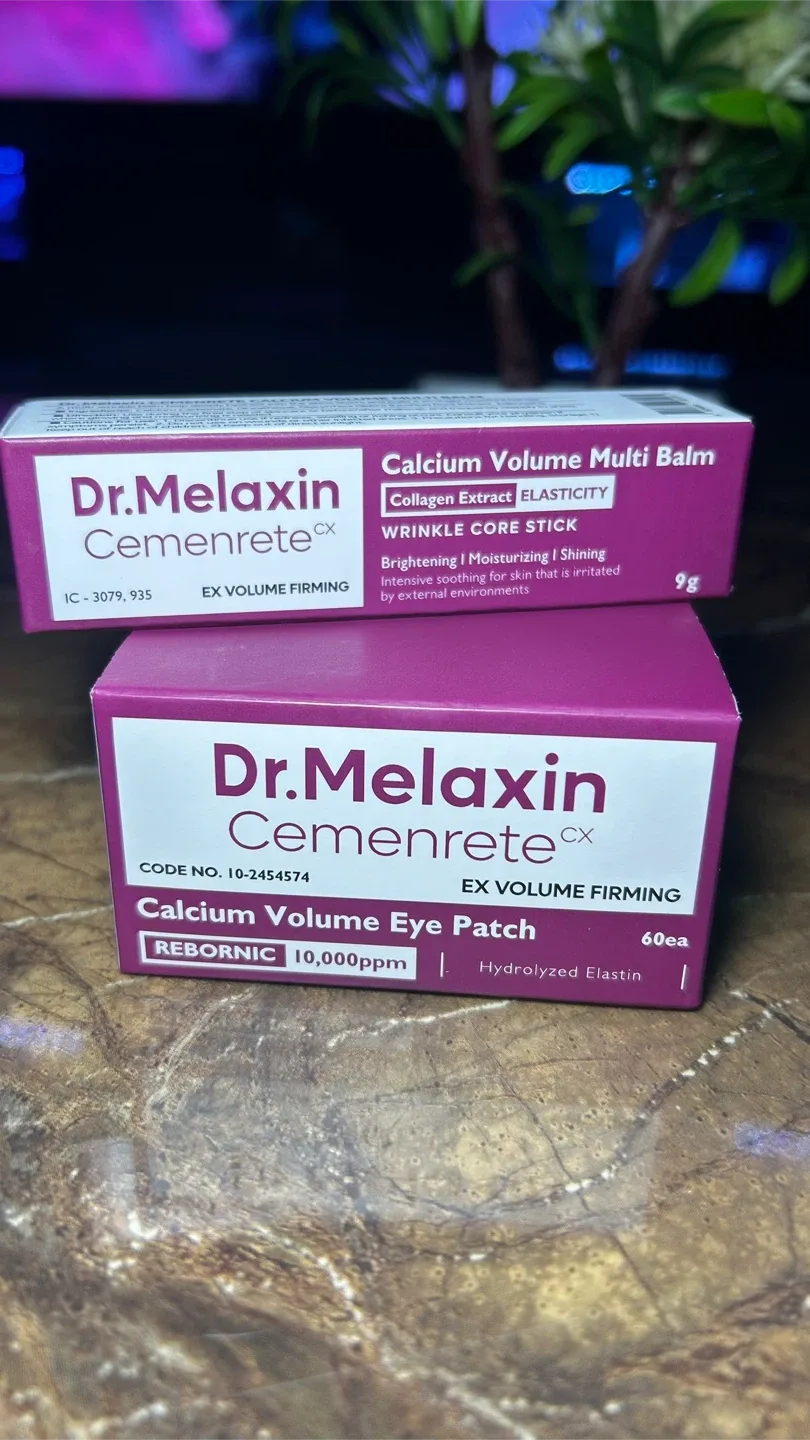 Dr.Melaxin
Cemenrete CX
IC - 3079, 935
EX VOLUME FIRMING
Calcium Volume Multi Balm
Collagen Extract ELASTICITY
WRINKLE CORE STICK
Brightening I Moisturizing I Shining
Intensive soothing for skin that is irritated
by external environments
9g
Dr.Melaxin
Cemenrete CX
CODE NO. 10-2454574
EX VOLUME FIRMING
Calcium Volume Eye Patch
60ea
REBORNIC 10,000ppm | Hydrolyzed Elastin |